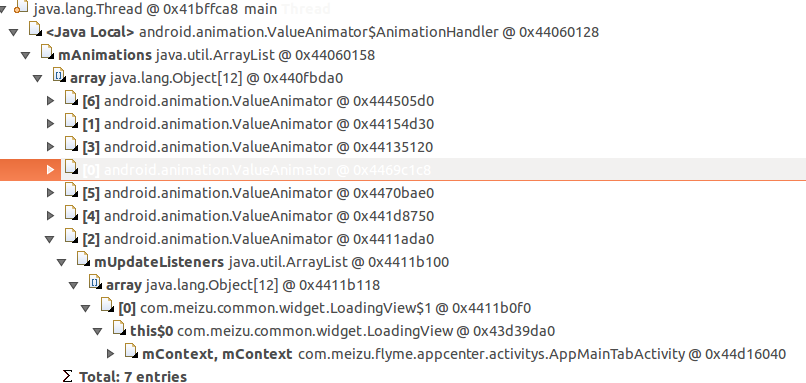 java.lang.Thread @ 0x41bffca8 main Thread
<Java Local> android.animation.ValueAnimator$AnimationHandler @ 0x44060128
mAnimations java.util.ArrayList @ 0x44060158
array java.lang.Object[12] @ 0x440fbda0
[6] android.animation.ValueAnimator @ 0x444505d0
[1] android.animation.ValueAnimator @ 0x44154d30
[3] android.animation.ValueAnimator @ 0x44135120
[0] android.animation.ValueAnimator @ 0x4469c1c8
[5] android.animation.ValueAnimator @ 0x4470bae0
[4] android.animation.ValueAnimator @ 0x441d8750
[2] android.animation.ValueAnimator @ 0x4411ada0
mUpdateListeners java.util.ArrayList @ 0x4411b100
array java.lang.Object[12] @ 0x4411b118
[0] com.meizu.common.widget.LoadingView$1 @ 0x4411b0f0
this$0 com.meizu.common.widget.LoadingView @ 0x43d39da0
mContext, mContext com.meizu.flyme.appcenter.activitys.AppMainTabActivity @ 0x44d16040
Σ Total: 7 entries